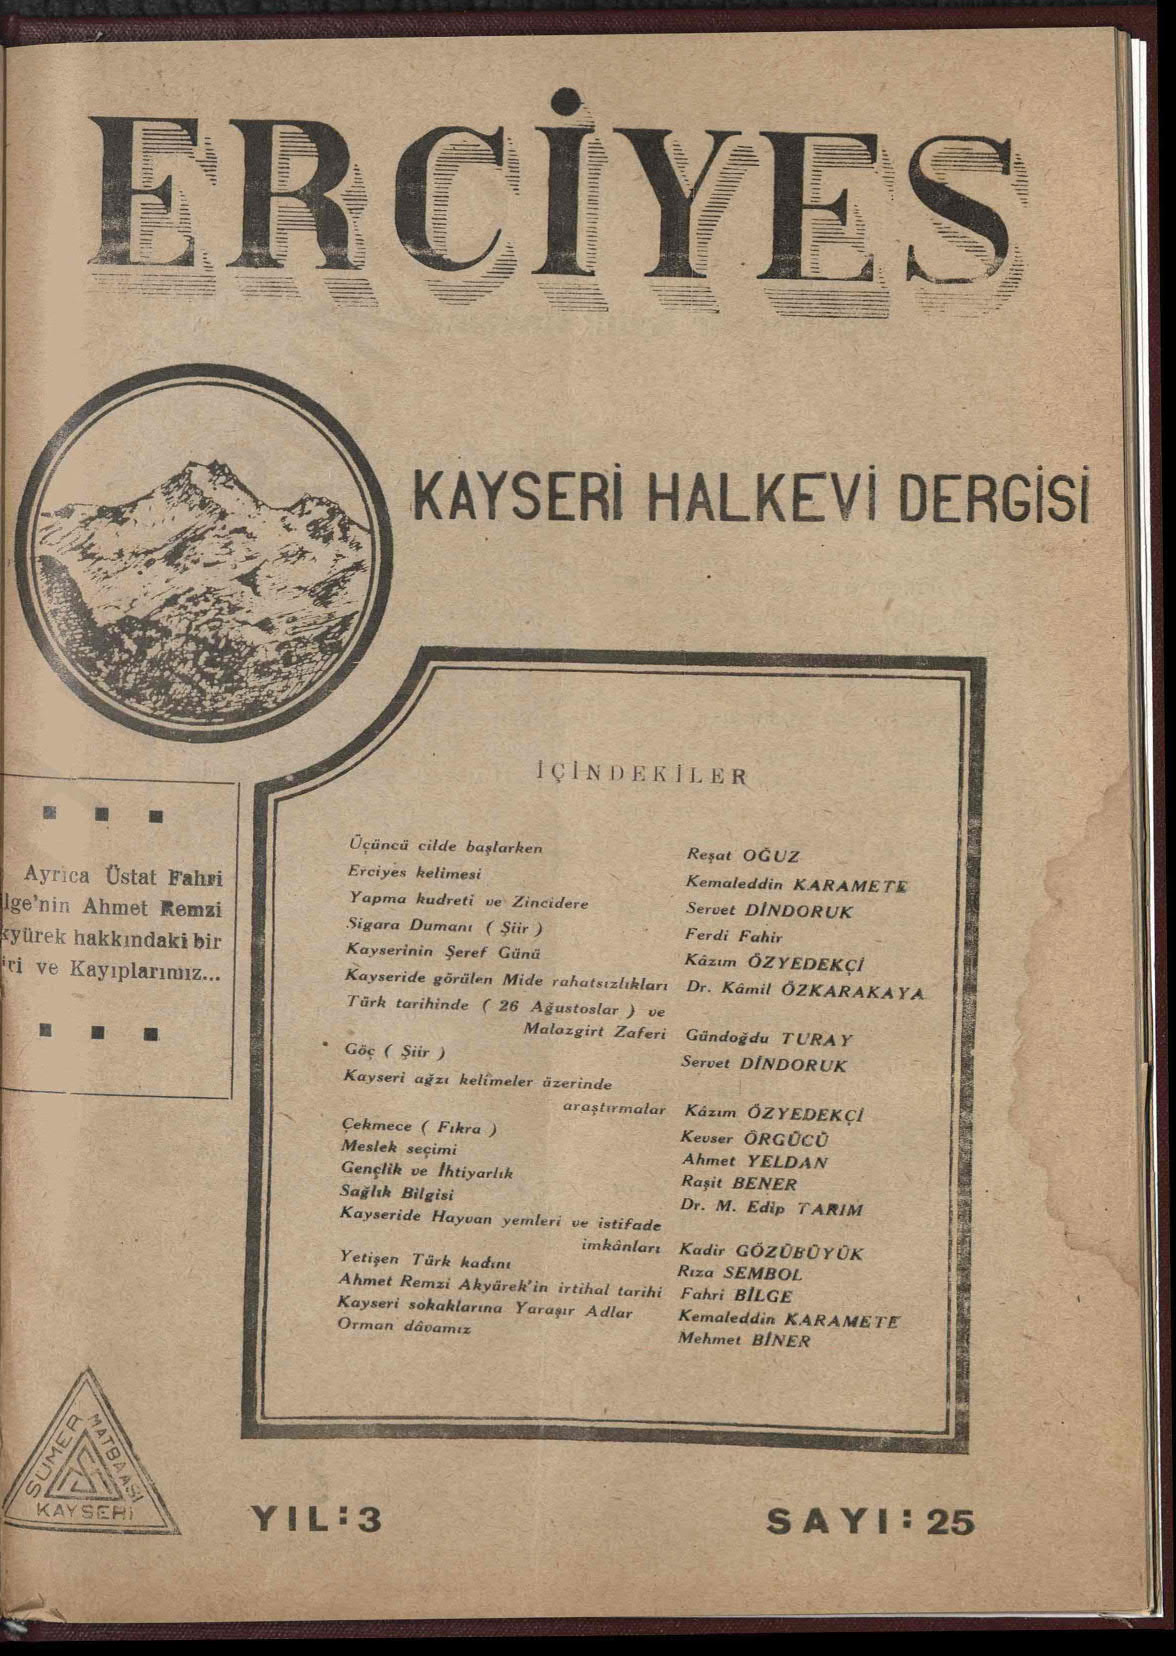 ERCİYES
KAYSERİ HALKEVİ DERGİSİ
İÇİNDEKİLER
Üçüncü cilde başlarken Reşat OĞUZ
Erciyes kelimesi Kemaleddin KARAMETE
Yapma kudreti ve Zincidere Servet DİNDORUK
Sigara Dumanı ( Şiir ) Ferdi Fahir
Kayserinin Şeref Günü Kâzım ÖZYEDEKÇİ
Kayseride görülen Mide rahatsızlıkları Dr. Kâmil ÖZKARAKAYA
Türk tarihinde ( 26 Ağustoslar ) ve
Malazgirt Zaferi Gündoğdu TURAY
Göç ( Şiir ) Servet DİNDORUK
Kayseri ağzı kelimeler üzerinde
araştırmalar Kâzım ÖZYEDEKÇİ
Çekmece ( Fıkra ) Kevser ÖRGÜCÜ
Meslek seçimi Ahmet YELDAN
Gençlik ve İhtiyarlık Raşit BENER
Sağlık Bilgisi Dr. M. Edip TARIM
Kayseride Hayvan yemleri ve istifade
imkânları Kadir GÖZÜBÜYÜK
Yetişen Türk kadını Rıza SEMBOL
Ahmet Remzi Akyürek'in irtihal tarihi Fahri BİLGE
Kayseri sokaklarına Yaraşır Adlar Kemaleddin KARAMETE
Orman dâvamız Mehmet BİNER
Ayrıca Üstat Fahri
lge'nin Ahmet Remzi
kyürek hakkındaki bir
iri ve Kayıplarımız...
SUMER MATBAASI
KAYSERİ
YIL:3 SAYI:25